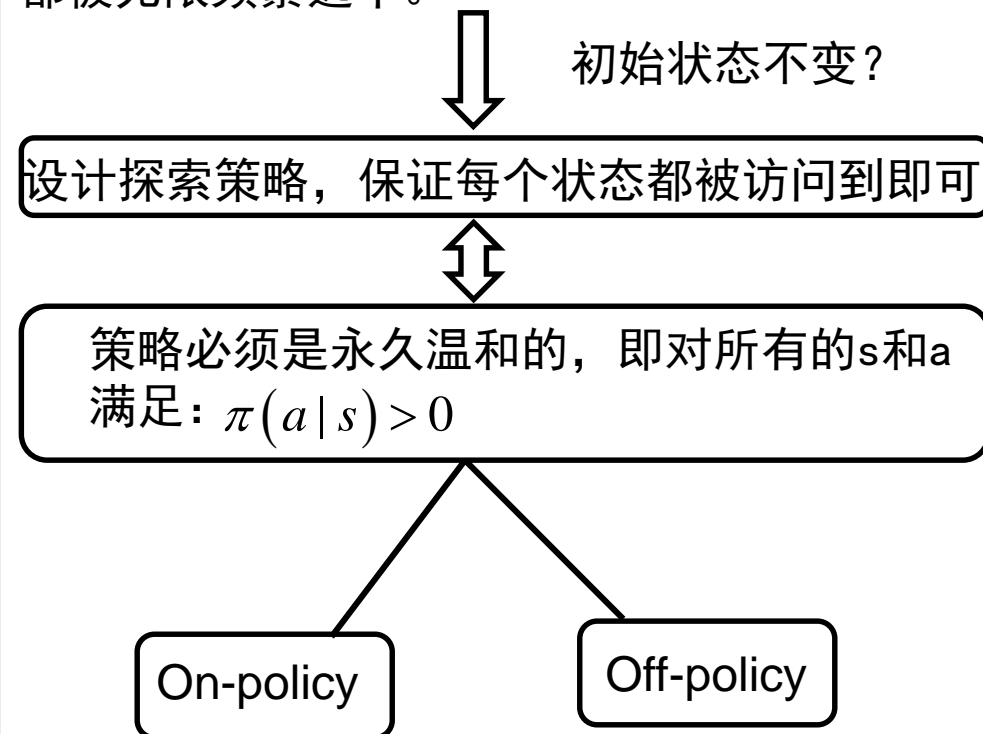 初始状态不变？
设计探索策略，保证每个状态都被访问到即可
策略必须是永久温和的，即对所有的s和a
满足：π(a | s) > 0
On-policy
Off-policy